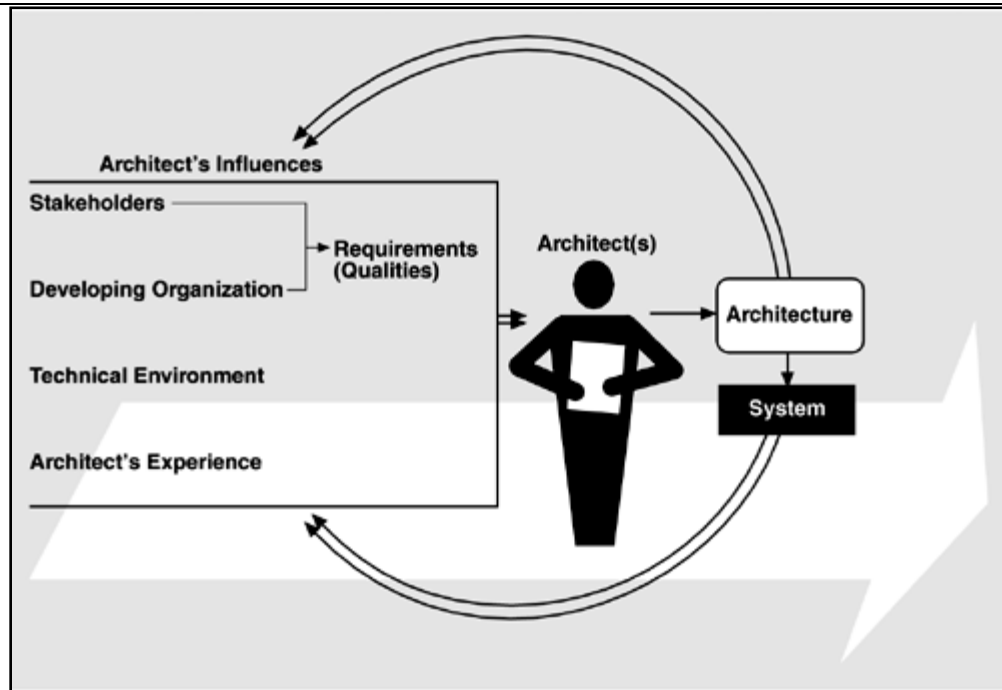 Architect's Influences
Stakeholders
Requirements
(Qualities)
Developing Organization
Technical Environment
Architect's Experience
Architect(s)
Architecture
System